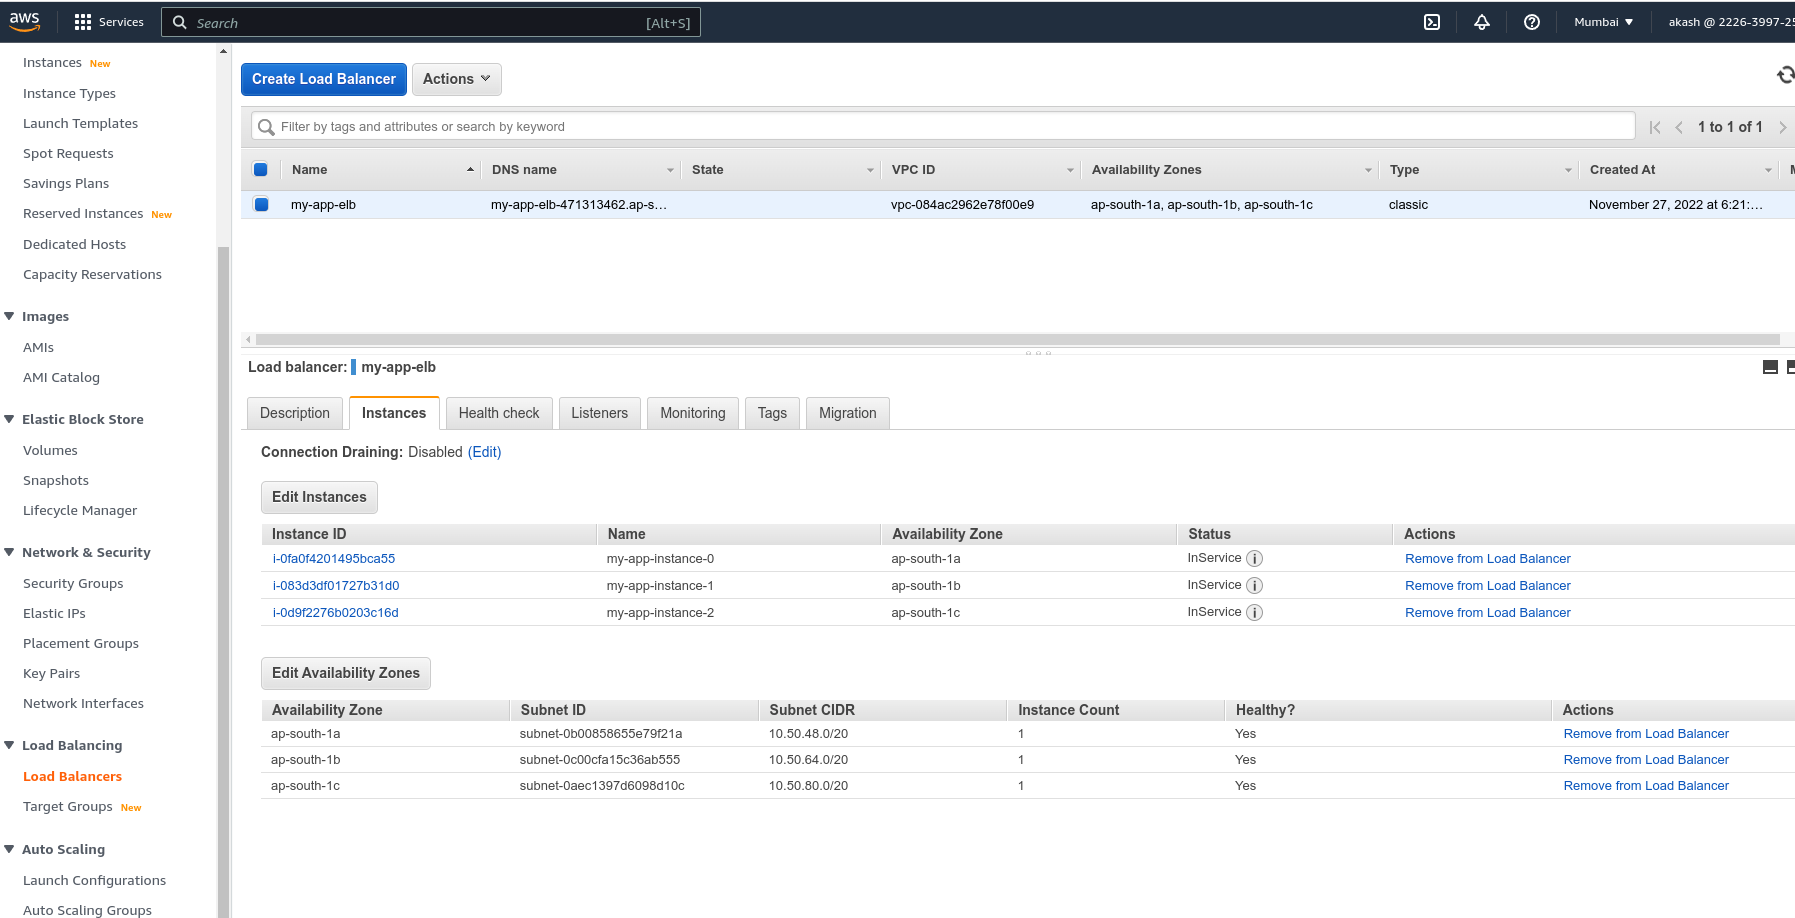 aws Services Search [Alt+S] Mumbai ▼ akash @ 2226-3997-25
Instances New
Instance Types
Launch Templates
Spot Requests
Savings Plans
Reserved Instances New
Dedicated Hosts
Capacity Reservations
Images
AMIs
AMI Catalog
Elastic Block Store
Volumes
Snapshots
Lifecycle Manager
Network & Security
Security Groups
Elastic IPs
Placement Groups
Key Pairs
Network Interfaces
Load Balancing
Load Balancers
Target Groups New
Auto Scaling
Launch Configurations
Auto Scaling Groups
Create Load Balancer Actions
Filter by tags and attributes or search by keyword 1 to 1 of 1
Name DNS name State VPC ID Availability Zones Type Created At
my-app-elb my-app-elb-471313462.ap-s... vpc-084ac2962e78f00e9 ap-south-1a, ap-south-1b, ap-south-1c classic November 27, 2022 at 6:21:...
Load balancer: my-app-elb
Description Instances Health check Listeners Monitoring Tags Migration
Connection Draining: Disabled (Edit)
Edit Instances
Instance ID Name Availability Zone Status Actions
i-0fa0f4201495bca55 my-app-instance-0 ap-south-1a InService Remove from Load Balancer
i-083d3df01727b31d0 my-app-instance-1 ap-south-1b InService Remove from Load Balancer
i-0d9f2276b0203c16d my-app-instance-2 ap-south-1c InService Remove from Load Balancer
Edit Availability Zones
Availability Zone Subnet ID Subnet CIDR Instance Count Healthy? Actions
ap-south-1a subnet-0b00858655e79f21a 10.50.48.0/20 1 Yes Remove from Load Balancer
ap-south-1b subnet-0c00cfa15c36ab555 10.50.64.0/20 1 Yes Remove from Load Balancer
ap-south-1c subnet-0aec1397d6098d10c 10.50.80.0/20 1 Yes Remove from Load Balancer